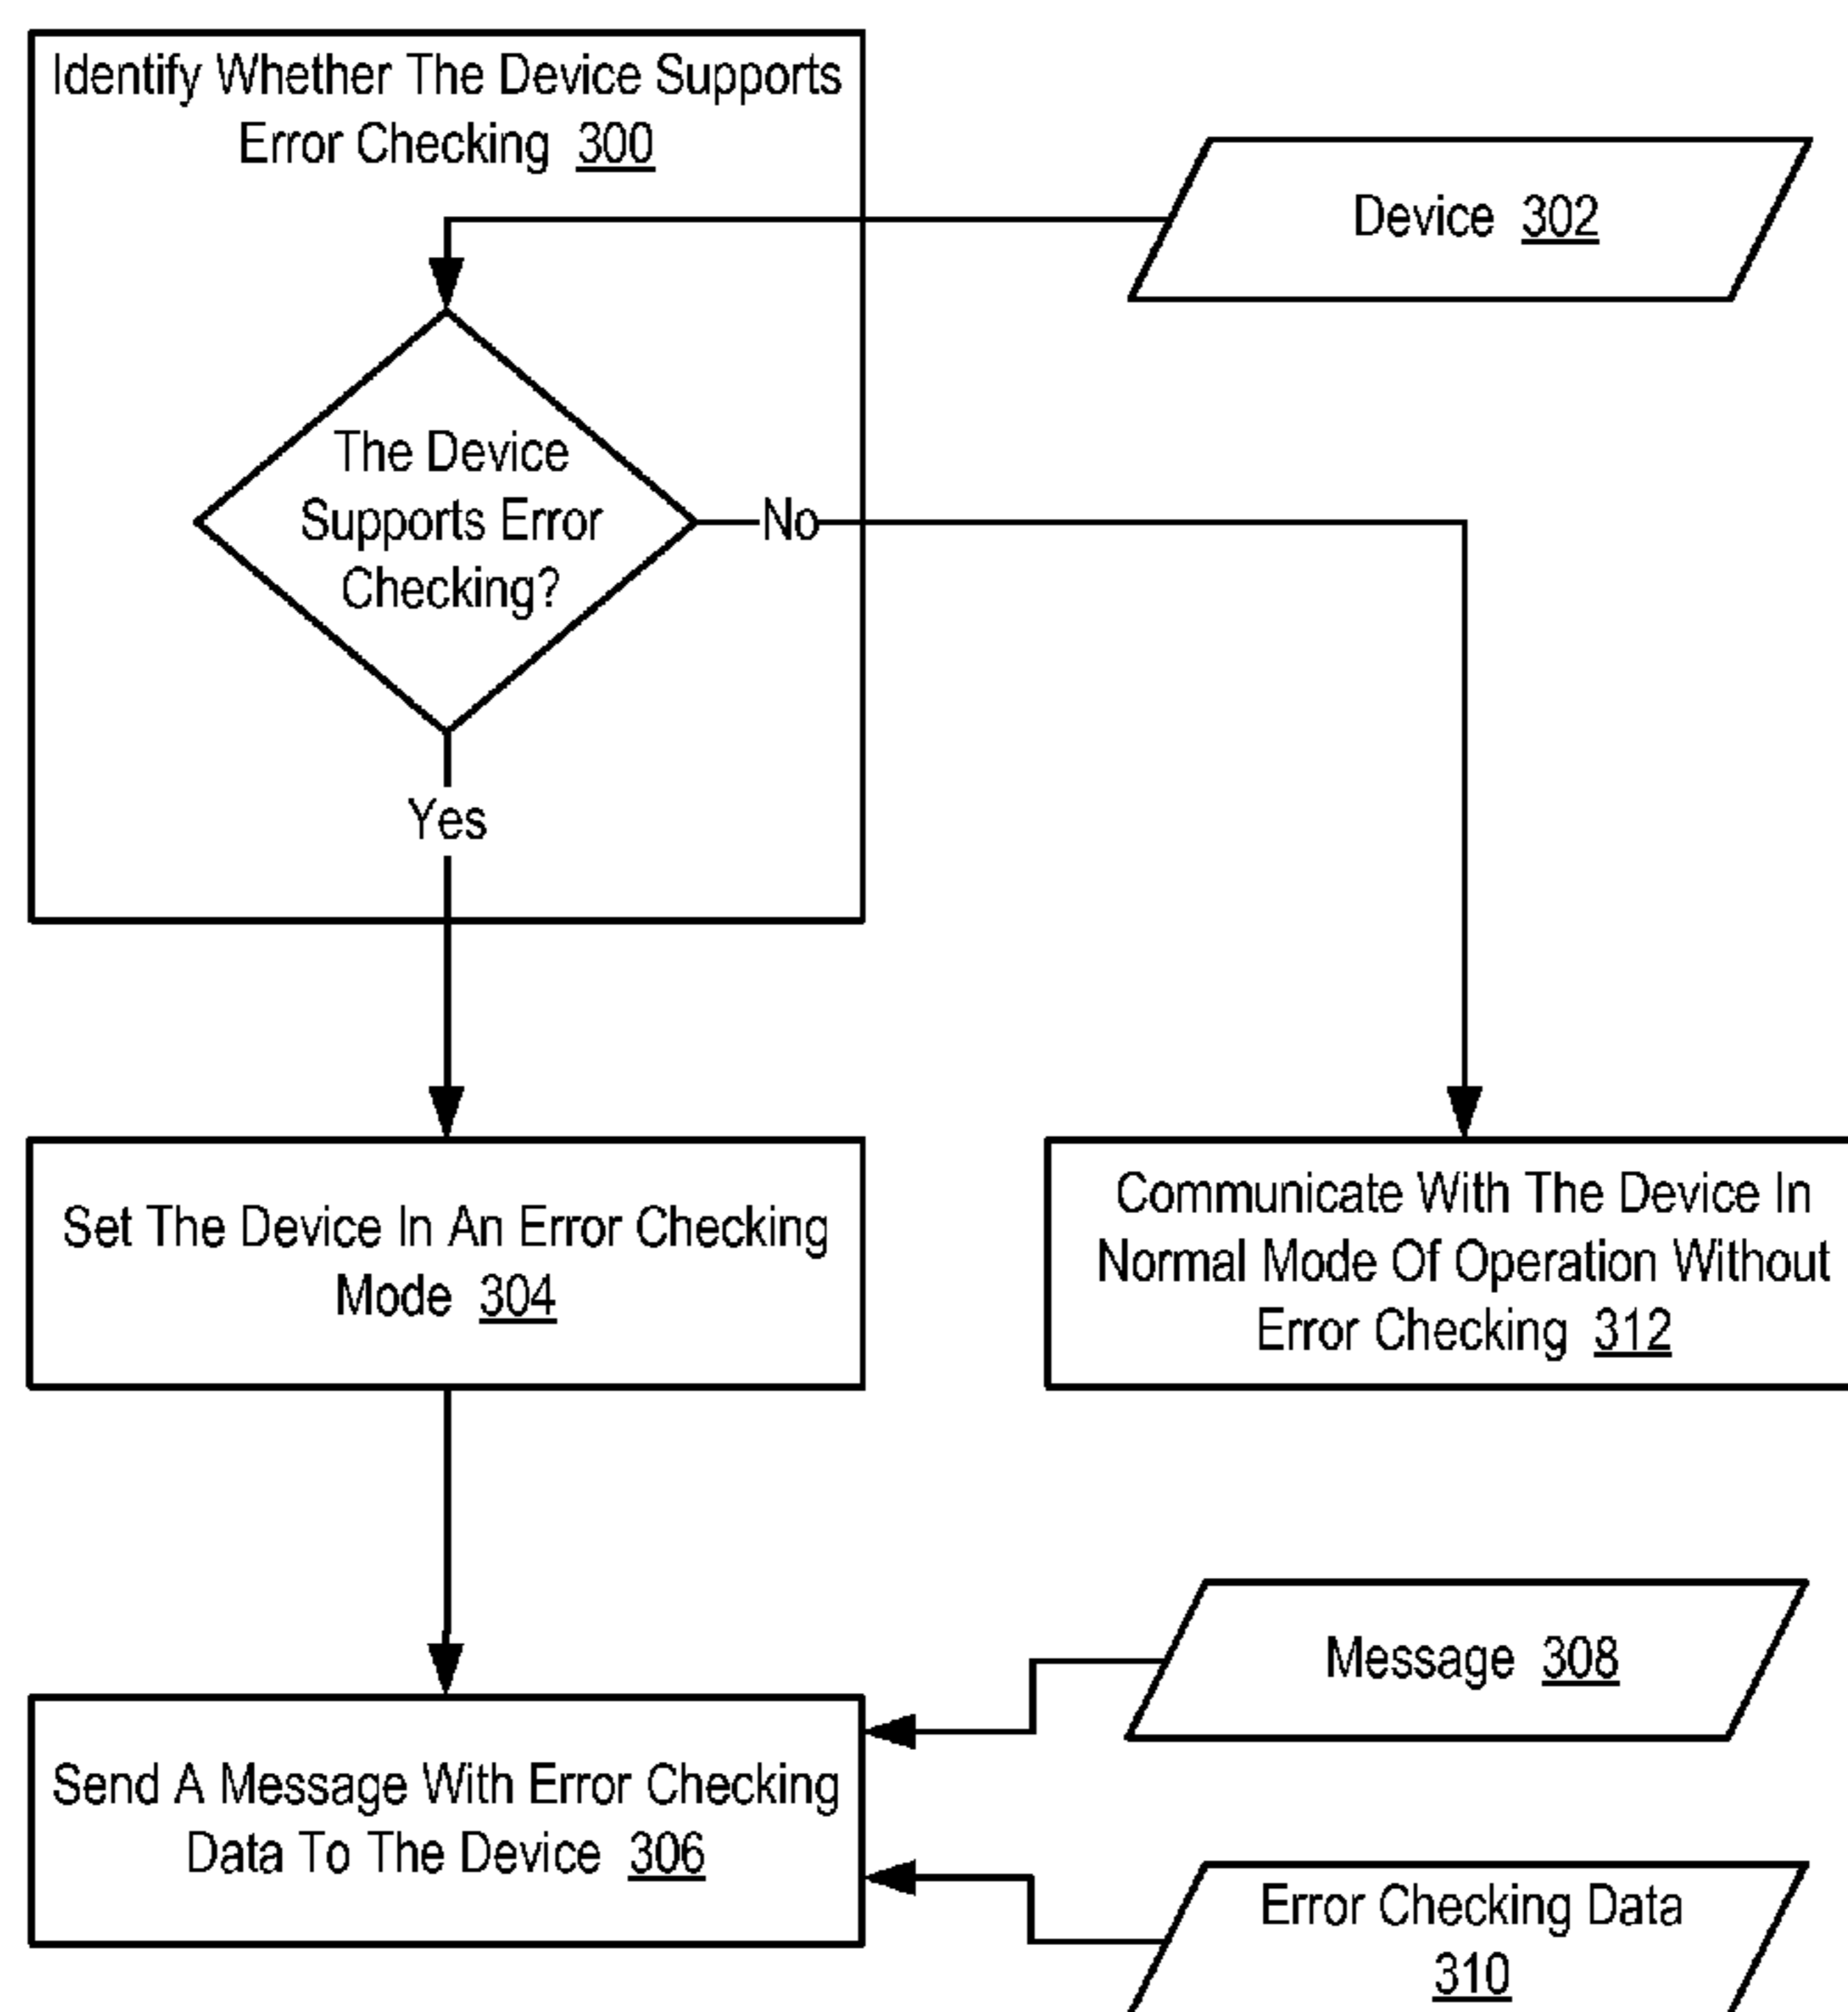 Identify Whether The Device Supports
Error Checking 300
Device 302
The Device
Supports Error
Checking?
No
Yes
Set The Device In An Error Checking
Mode 304
Communicate With The Device In
Normal Mode Of Operation Without
Error Checking 312
Message 308
Send A Message With Error Checking
Data To The Device 306
Error Checking Data
310